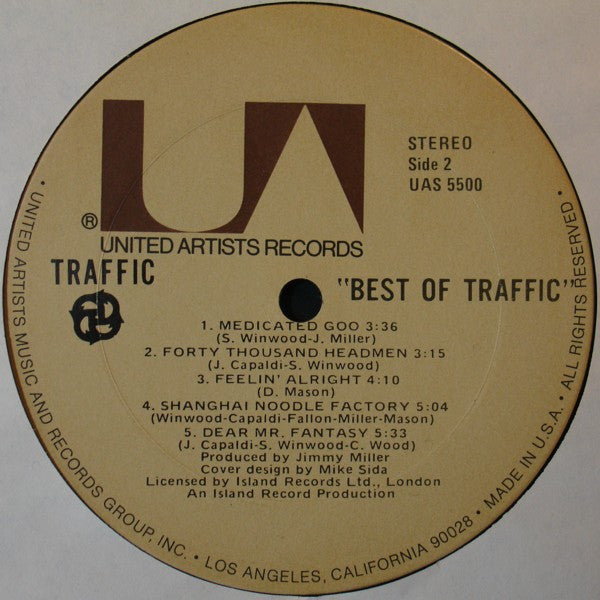 UA
®
UNITED ARTISTS RECORDS
STEREO
Side 2
UAS 5500
TRAFFIC
"BEST OF TRAFFIC"
1. MEDICATED GOO 3:36
(S. Winwood-J. Miller)
2. FORTY THOUSAND HEADMEN 3:15
(J. Capaldi-S. Winwood)
3. FEELIN' ALRIGHT 4:10
(D. Mason)
4. SHANGHAI NOODLE FACTORY 5:04
(Winwood-Capaldi-Fallon-Miller-Mason)
5. DEAR MR. FANTASY 5:33
(J. Capaldi-S. Winwood-C. Wood)
Produced by Jimmy Miller
Cover design by Mike Sida
Licensed by Island Records Ltd., London
An Island Record Production
• UNITED ARTISTS MUSIC AND RECORDS GROUP, INC. • LOS ANGELES, CALIFORNIA 90028 • MADE IN U.S.A. • ALL RIGHTS RESERVED •